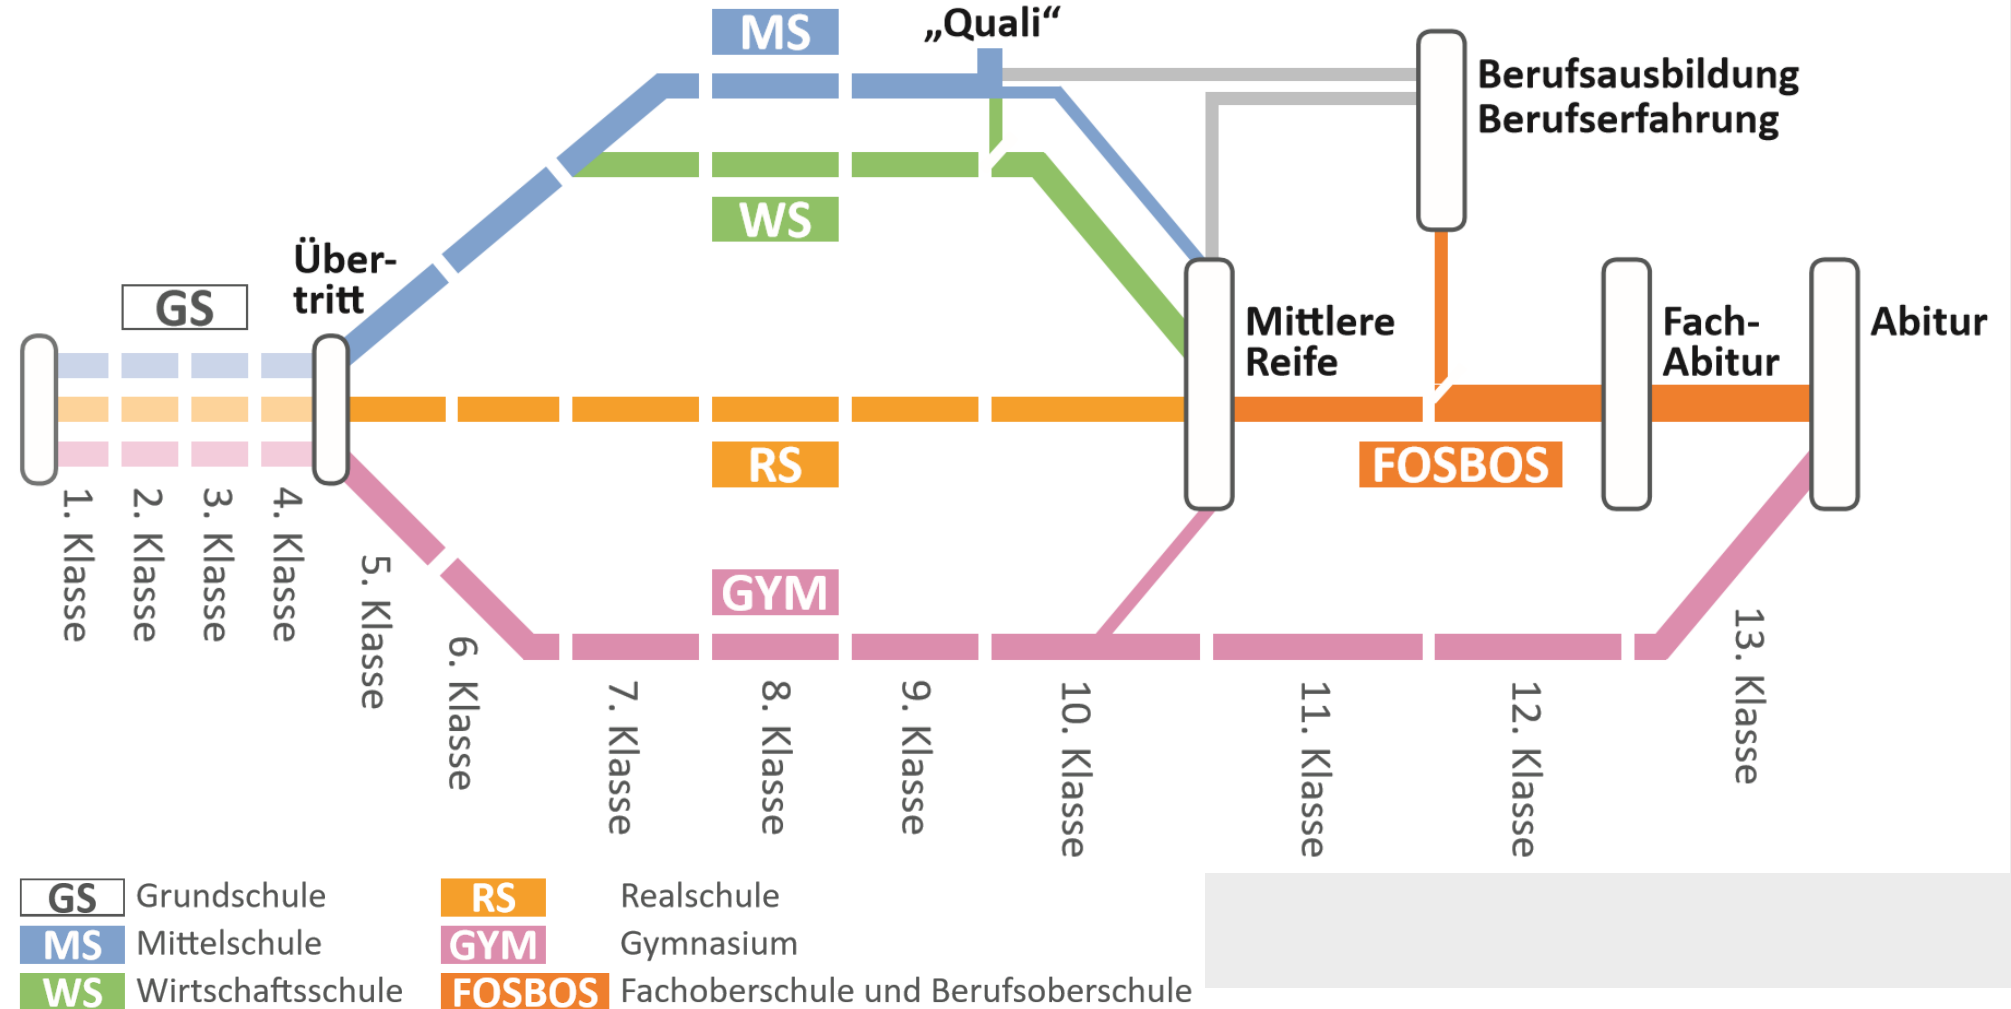 MS
„Quali“
Berufsausbildung
Berufserfahrung
WS
Über-
tritt
GS
Mittlere
Reife
Fach-
Abitur
Abitur
RS
FOSBOS
GYM
1. Klasse
2. Klasse
3. Klasse
4. Klasse
5. Klasse
6. Klasse
7. Klasse
8. Klasse
9. Klasse
10. Klasse
11. Klasse
12. Klasse
13. Klasse
GS Grundschule
MS Mittelschule
WS Wirtschaftsschule
RS Realschule
GYM Gymnasium
FOSBOS Fachoberschule und Berufsoberschule